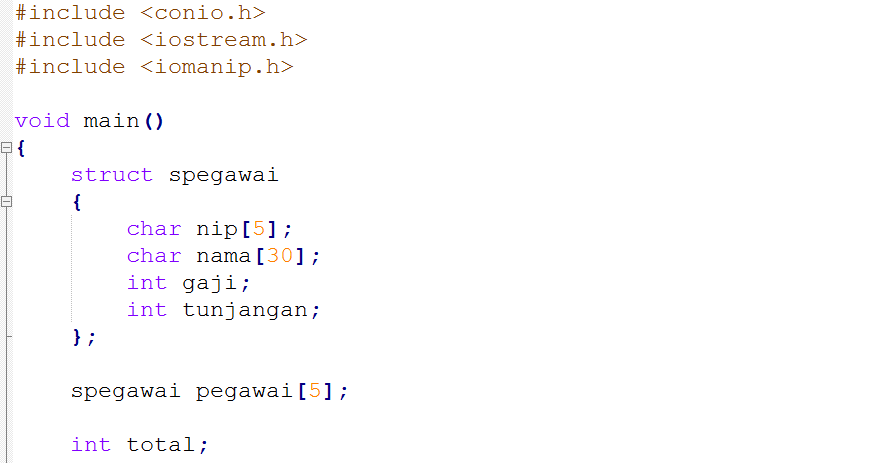 #include <conio.h>
#include <iostream.h>
#include <iomanip.h>
void main()
{
struct spegawai
{
char nip[5];
char nama[30];
int gaji;
int tunjangan;
};
spegawai pegawai[5];
int total;